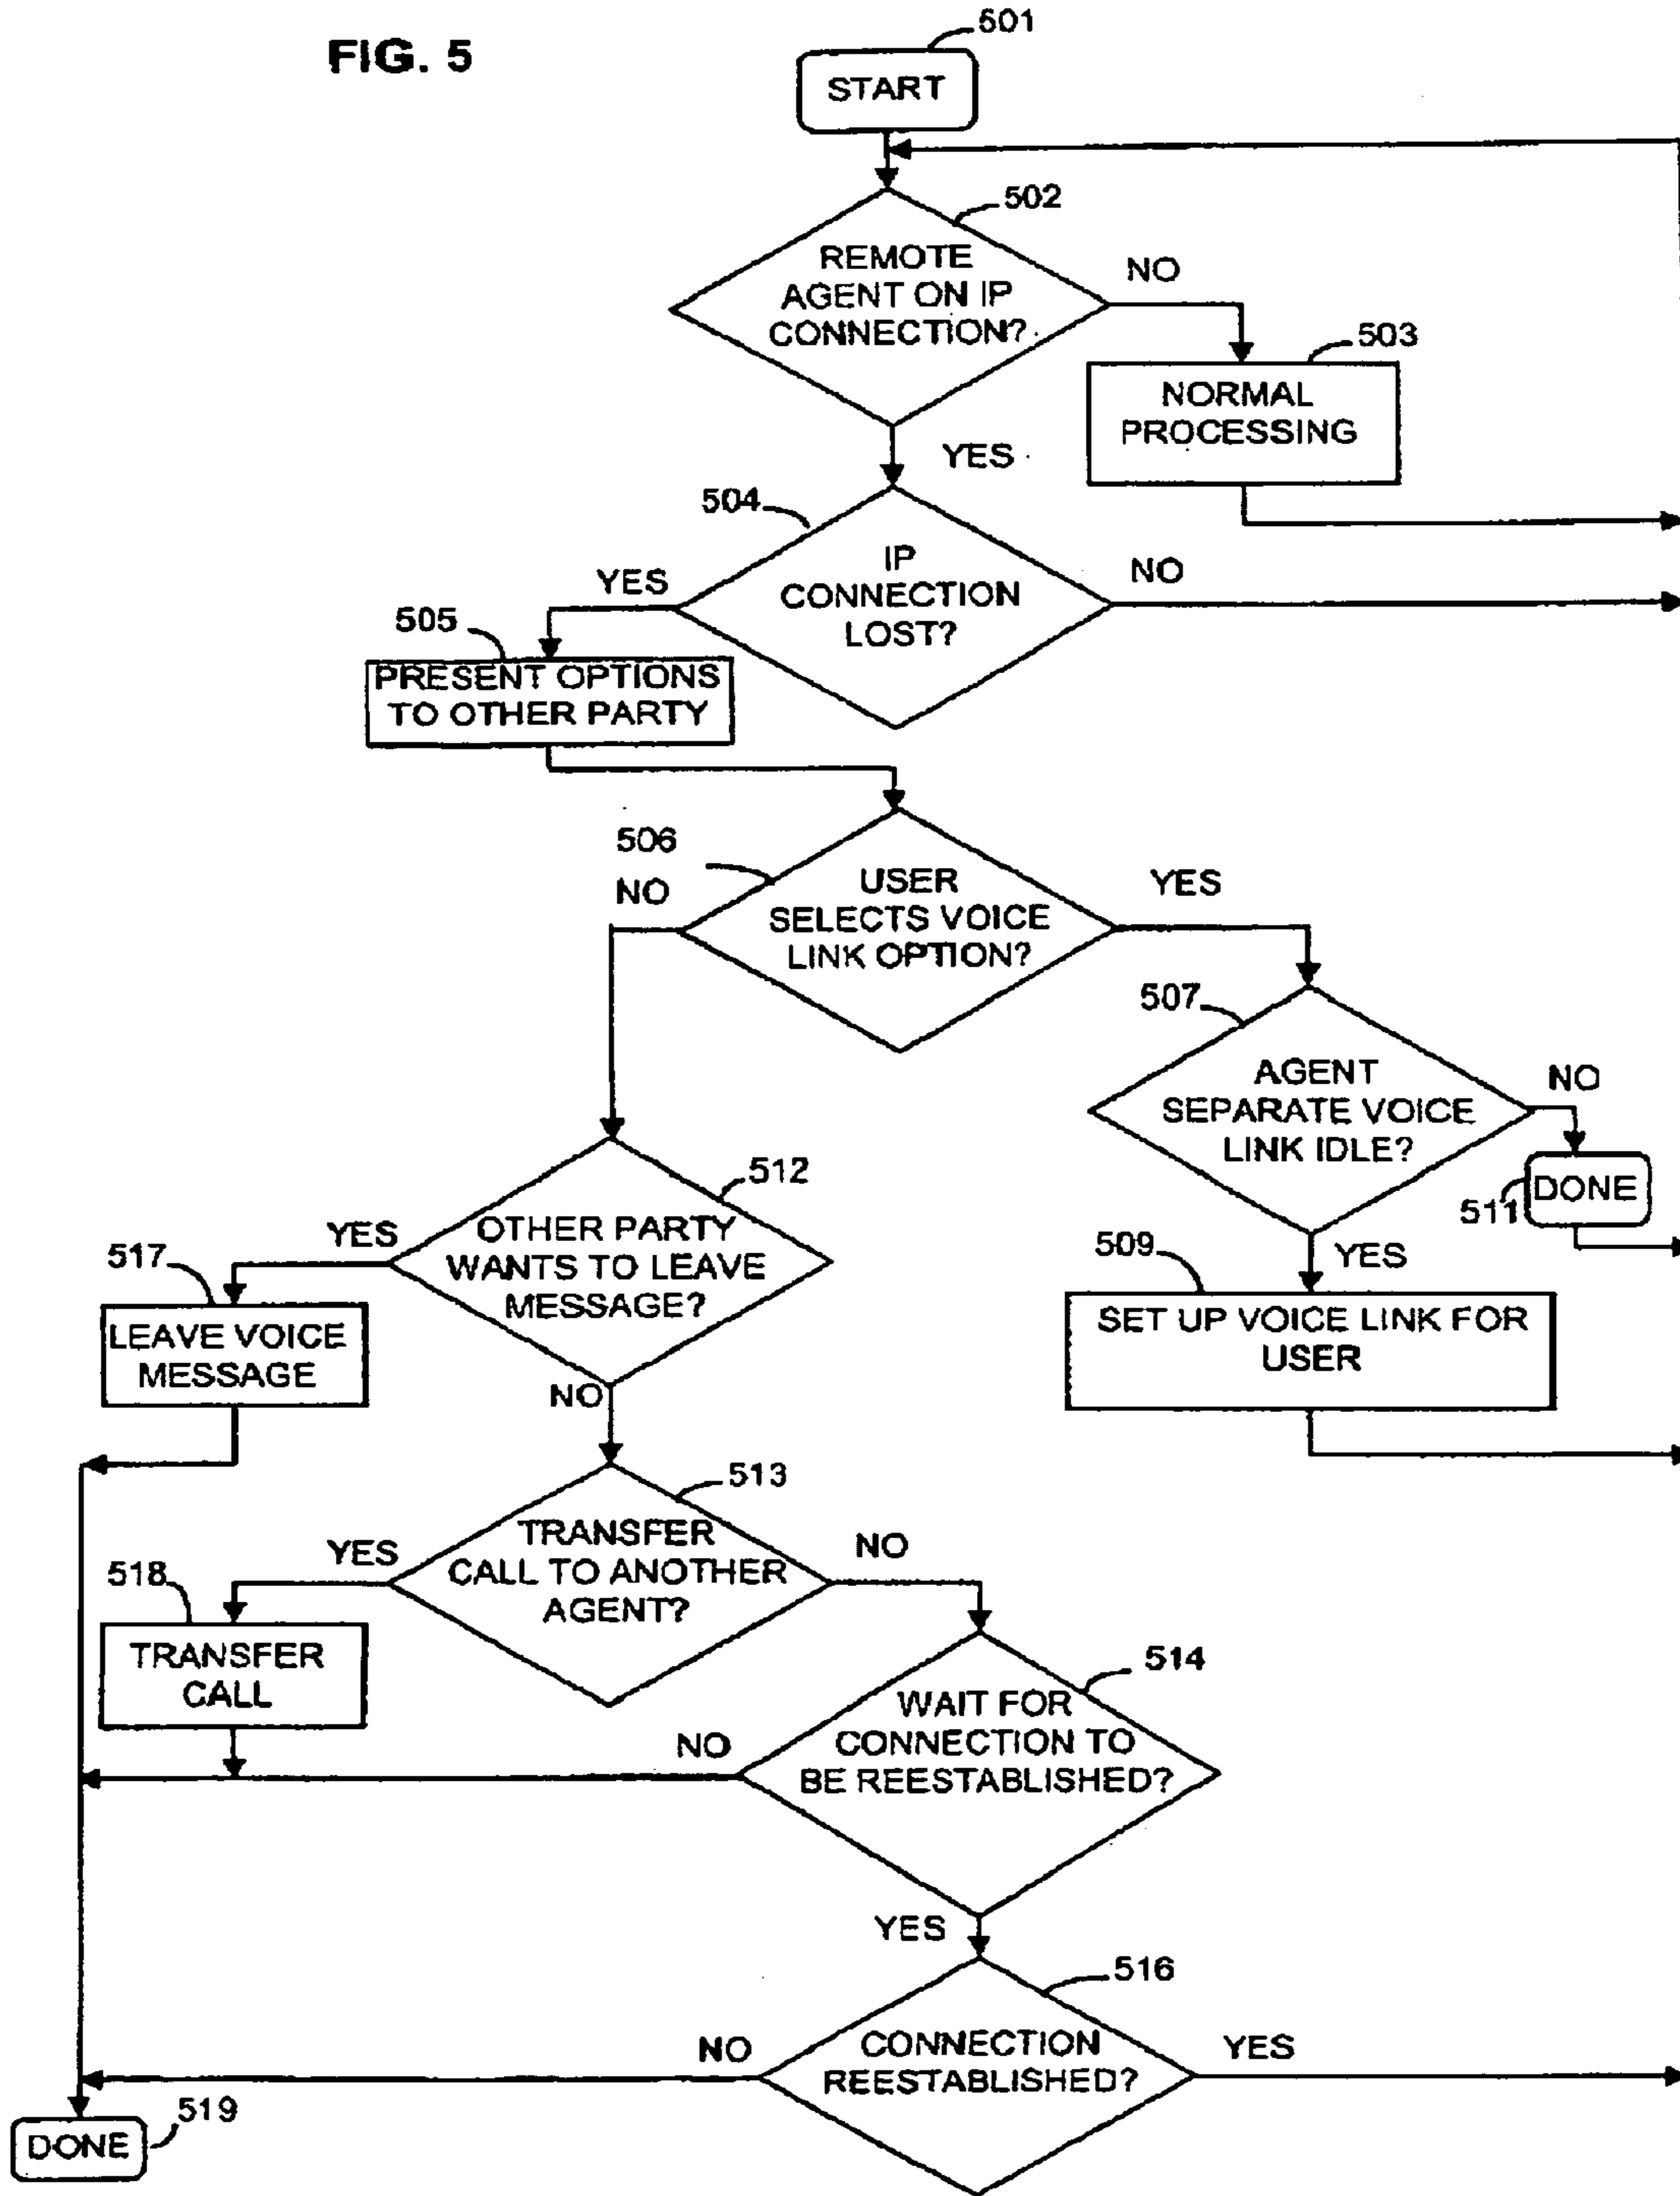 FIG. 5
501
START
502
REMOTE
AGENT ON IP
CONNECTION?
NO
503
NORMAL
PROCESSING
YES
504
IP
CONNECTION
LOST?
YES
NO
505
PRESENT OPTIONS
TO OTHER PARTY
506
NO
USER
SELECTS VOICE
LINK OPTION?
YES
507
AGENT
SEPARATE VOICE
LINK IDLE?
NO
511
DONE
YES
509
SET UP VOICE LINK FOR
USER
512
OTHER PARTY
WANTS TO LEAVE
MESSAGE?
YES
517
LEAVE VOICE
MESSAGE
NO
513
TRANSFER
CALL TO ANOTHER
AGENT?
YES
NO
518
TRANSFER
CALL
514
WAIT FOR
CONNECTION TO
BE REESTABLISHED?
NO
YES
516
CONNECTION
REESTABLISHED?
NO
YES
519
DONE